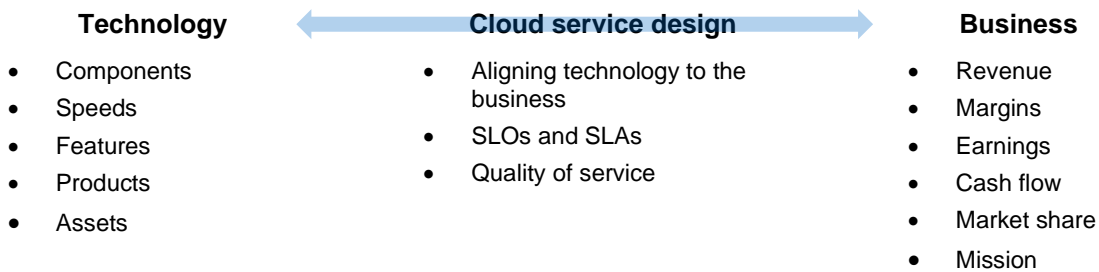 Technology
Cloud service design
Business
• Components
• Speeds
• Features
• Products
• Assets
• Aligning technology to the
business
• SLOs and SLAs
• Quality of service
• Revenue
• Margins
• Earnings
• Cash flow
• Market share
• Mission